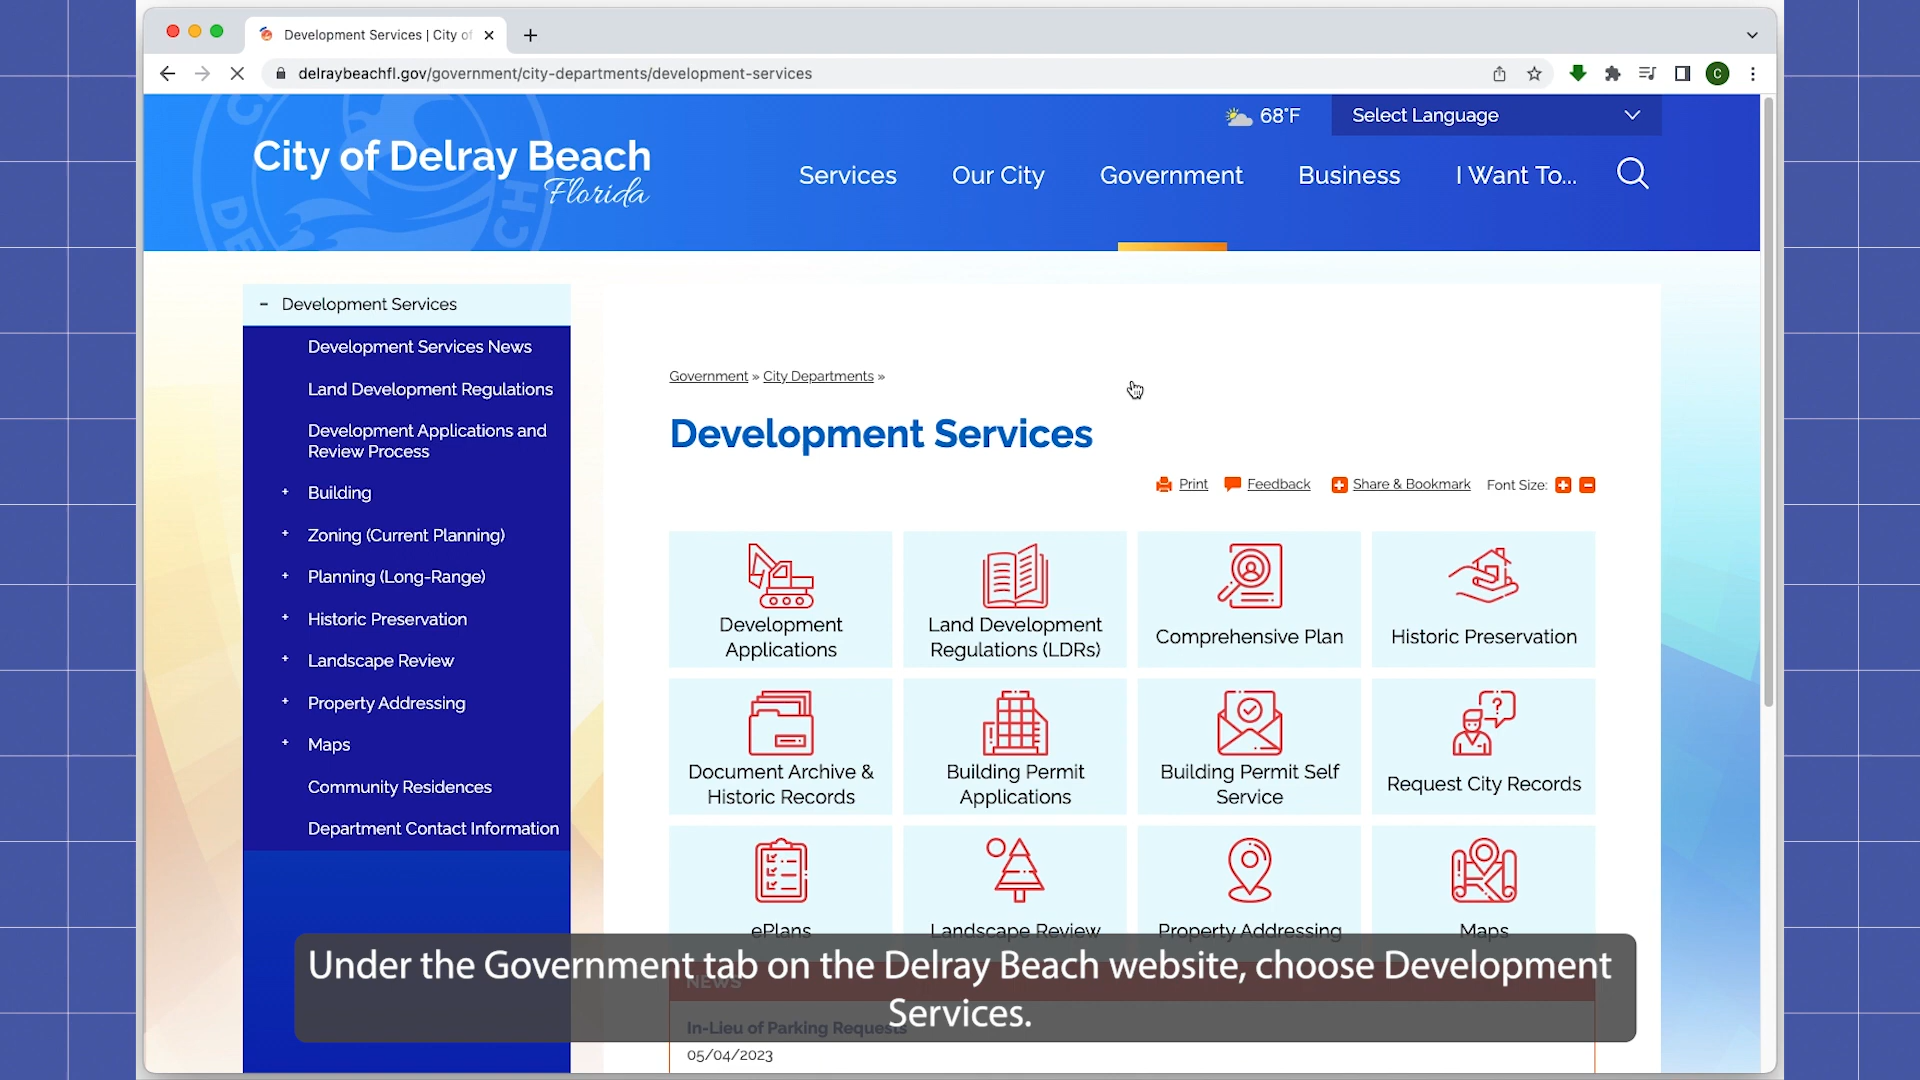 Development Services | City of
delraybeachfl.gov/government/city-departments/development-services
C
68°F
Select Language
City of Delray Beach
Florida
Services
Our City
Government
Business
I Want To...
- Development Services
Development Services News
Land Development Regulations
Development Applications and
Review Process
+ Building
+ Zoning (Current Planning)
+ Planning (Long-Range)
+ Historic Preservation
+ Landscape Review
+ Property Addressing
+ Maps
Community Residences
Department Contact Information
Government » City Departments »
Development Services
Print
Feedback
Share & Bookmark
Font Size:
Development
Applications
Land Development
Regulations (LDRs)
Comprehensive Plan
Historic Preservation
Document Archive &
Historic Records
Building Permit
Applications
Building Permit Self
Service
Request City Records
ePlans
Landscape Review
Property Addressing
Maps
NEWS
In-Lieu of Parking Requests
05/04/2023
Under the Government tab on the Delray Beach website, choose Development
Services.